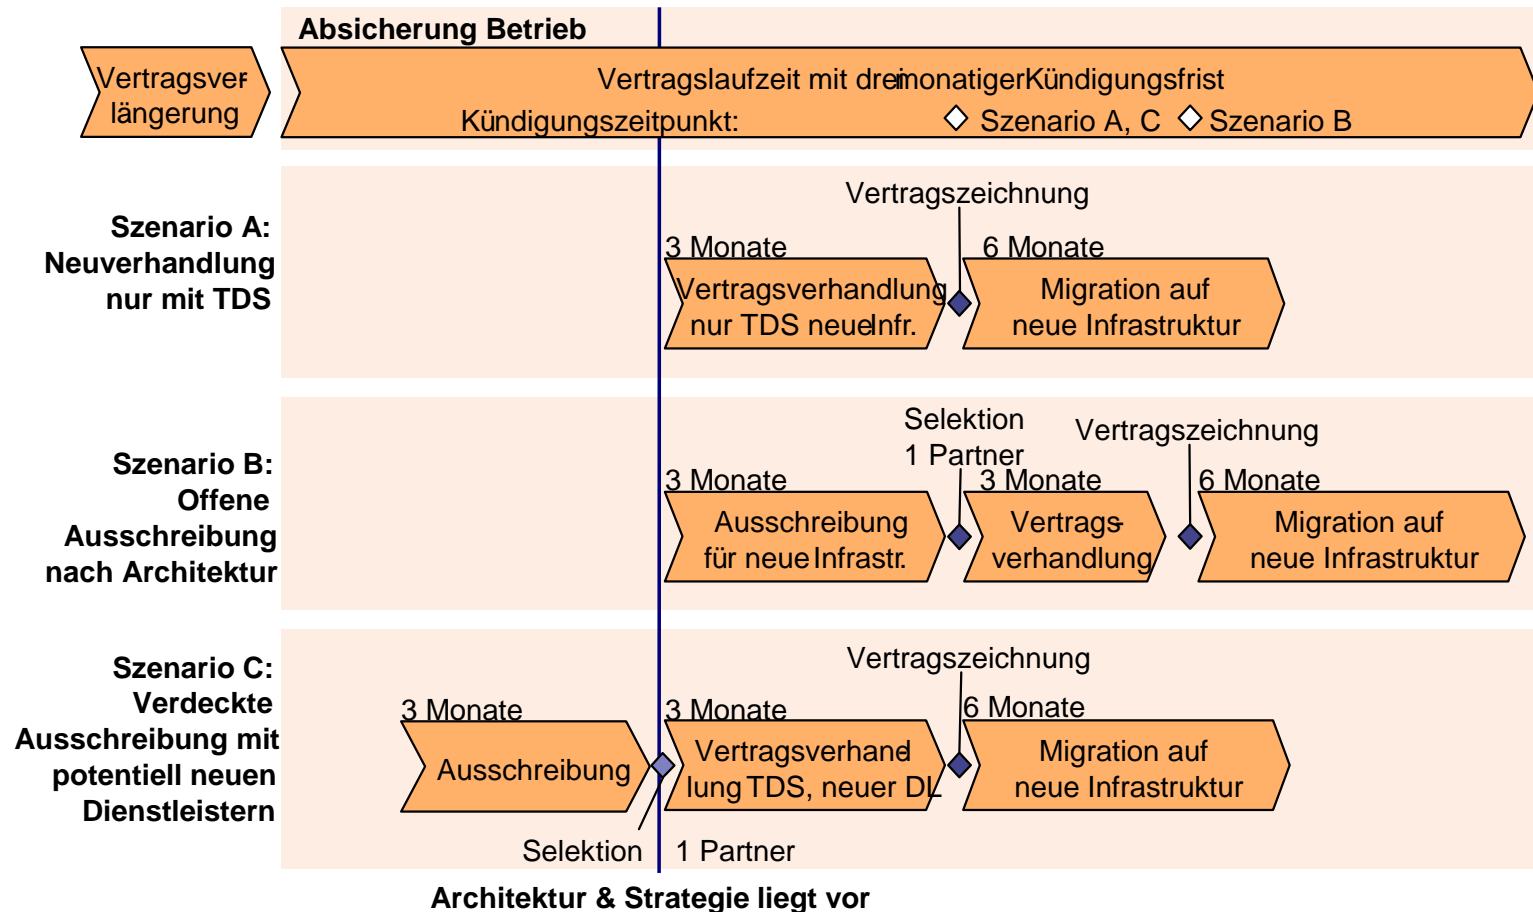 Absicherung Betrieb
Vertragsver-
längerung
Vertragslaufzeit mit dreimonatiger Kündigungsfrist
Kündigungszeitpunkt:
Szenario A, C
Szenario B
Szenario A:
Neuverhandlung
nur mit TDS
Vertragszeichnung
3 Monate
6 Monate
Vertragsverhandlung
nur TDS neue Infr.
Migration auf
neue Infrastruktur
Szenario B:
Offene
Ausschreibung
nach Architektur
Selektion
1 Partner
Vertragszeichnung
3 Monate
3 Monate
6 Monate
Ausschreibung
für neue Infrastr.
Vertrags-
verhandlung
Migration auf
neue Infrastruktur
Szenario C:
Verdeckte
Ausschreibung mit
potentiell neuen
Dienstleistern
Vertragszeichnung
3 Monate
3 Monate
6 Monate
Ausschreibung
Vertragsverhand-
lung TDS, neuer DL
Migration auf
neue Infrastruktur
Selektion 1 Partner
Architektur & Strategie liegt vor